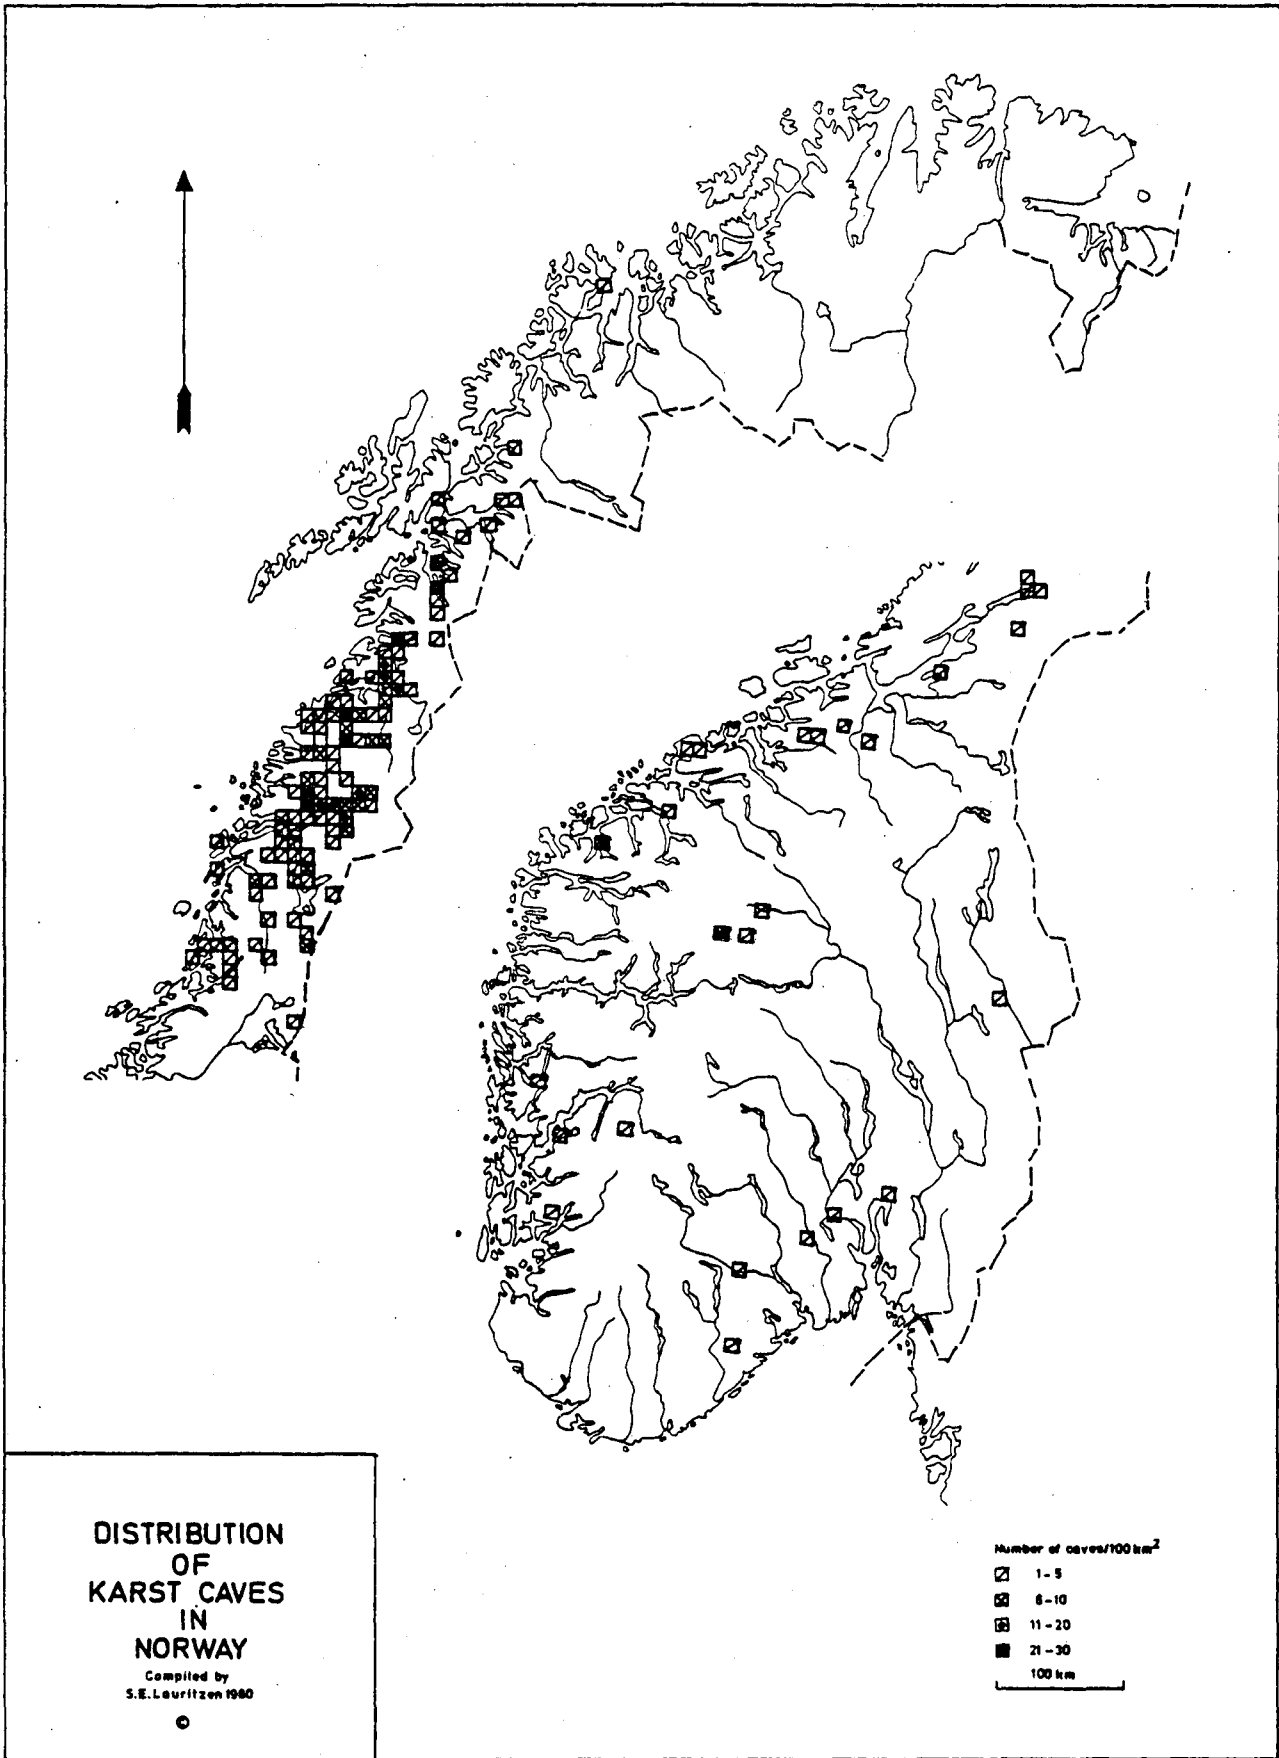 DISTRIBUTION
OF
KARST CAVES
IN
NORWAY
Compiled by
S.E.Lauritzen 1980
©
Number of caves/100 km²
1-5
6-10
11-20
21-30
100 km